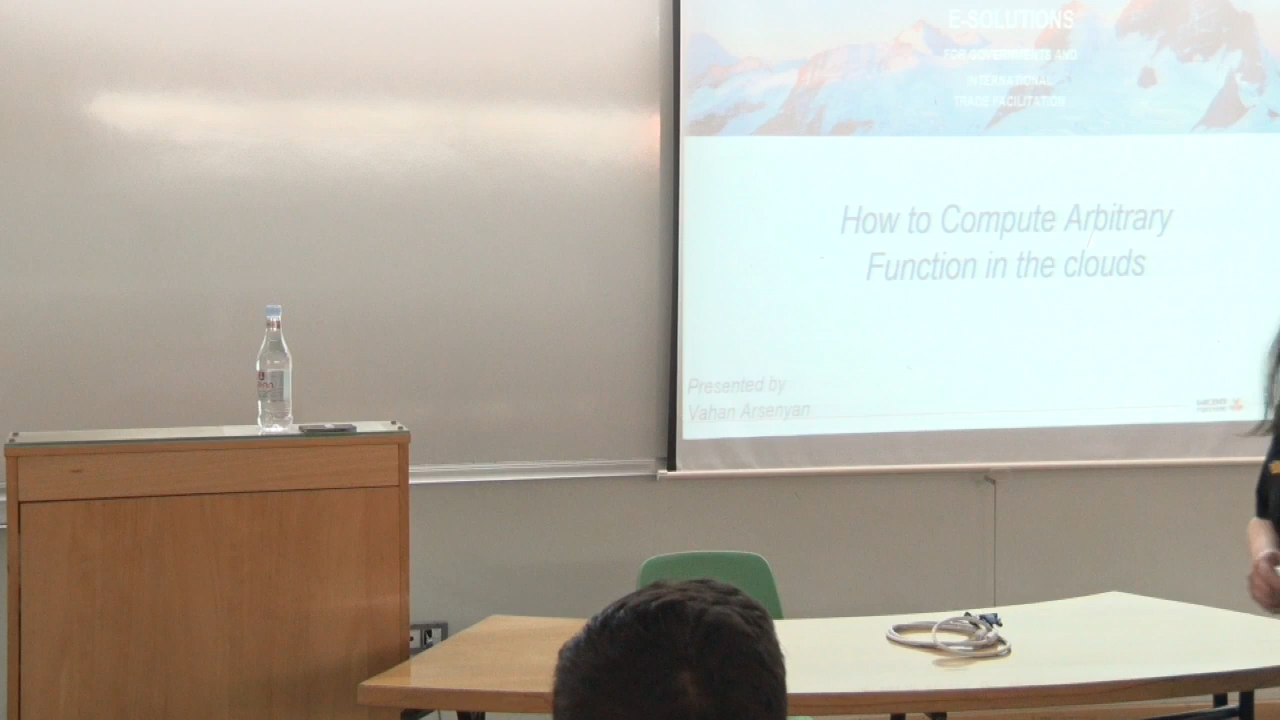 E-SOLUTIONS
FOR GOVERNMENTS AND
INTERNATIONAL
TRADE FACILITATION
How to Compute Arbitrary
Function in the clouds
Presented by
Vahan Arsenyan